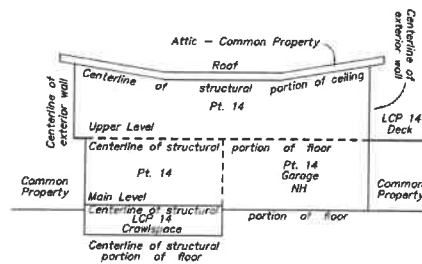 Attic – Common Property
Roof
Centerline of structural portion of ceiling
Centerline of
exterior wall
Centerline of
exterior wall
Pt. 14
LCP 14
Deck
Upper Level
Centerline of structural portion of floor
Common
Property
Pt. 14
Pt. 14
Garage
NH
Common
Property
Main Level
Centerline of structural portion of floor
LCP 14
Crawlspace
Centerline of structural
portion of floor